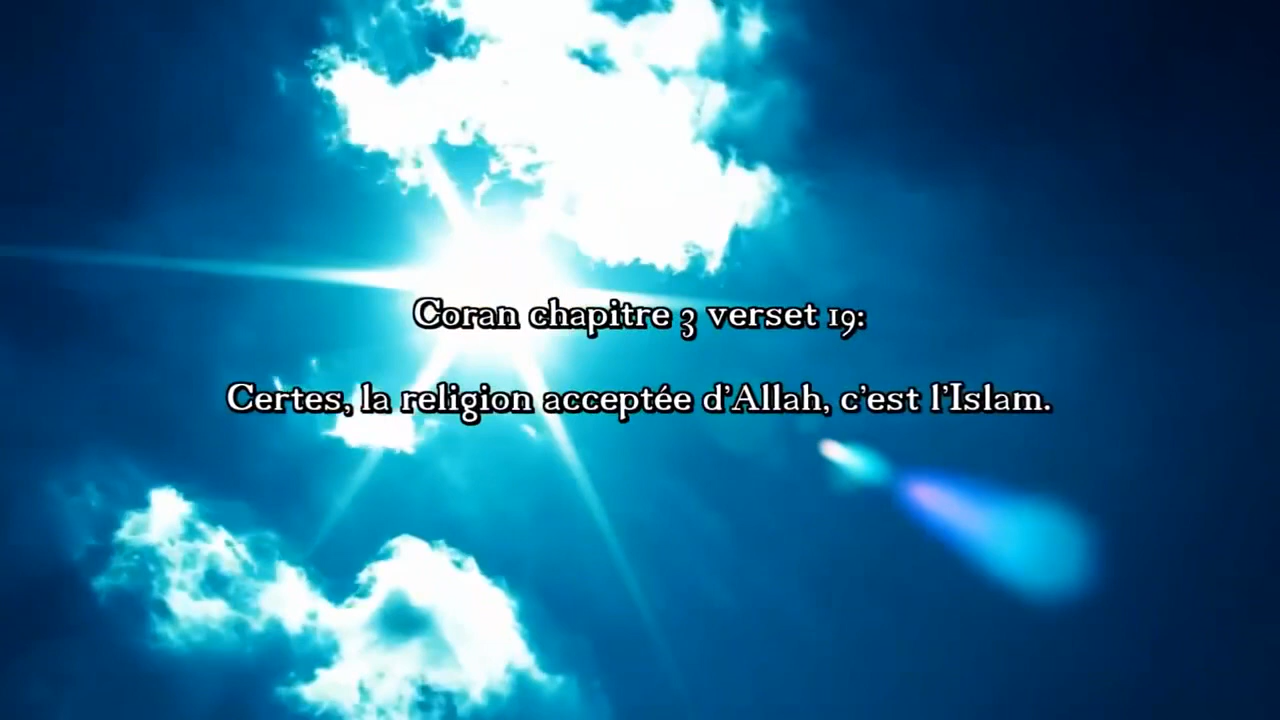 Coran chapitre 3 verset 19:
Certes, la religion acceptée d'Allah, c'est l'Islam.